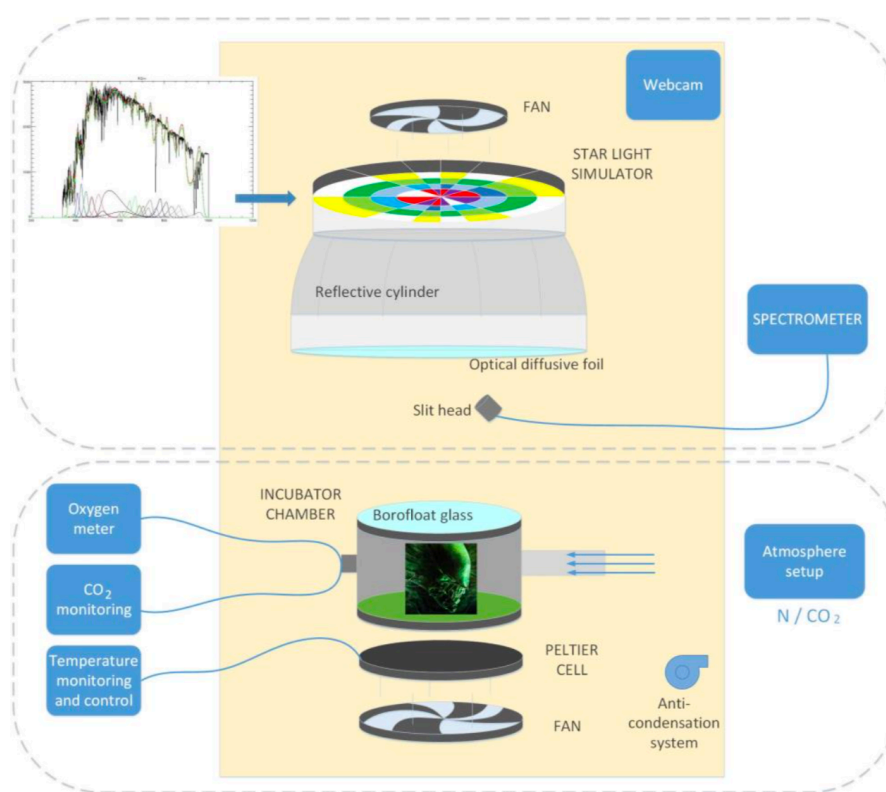 Webcam
FAN
STAR LIGHT
SIMULATOR
Reflective cylinder
SPECTROMETER
Optical diffusive foil
Slit head
INCUBATOR
CHAMBER
Borofloat glass
Oxygen
meter
Atmosphere
setup
CO₂
monitoring
N / CO₂
Temperature
monitoring
and control
PELTIER
CELL
Anti-
condensation
system
FAN